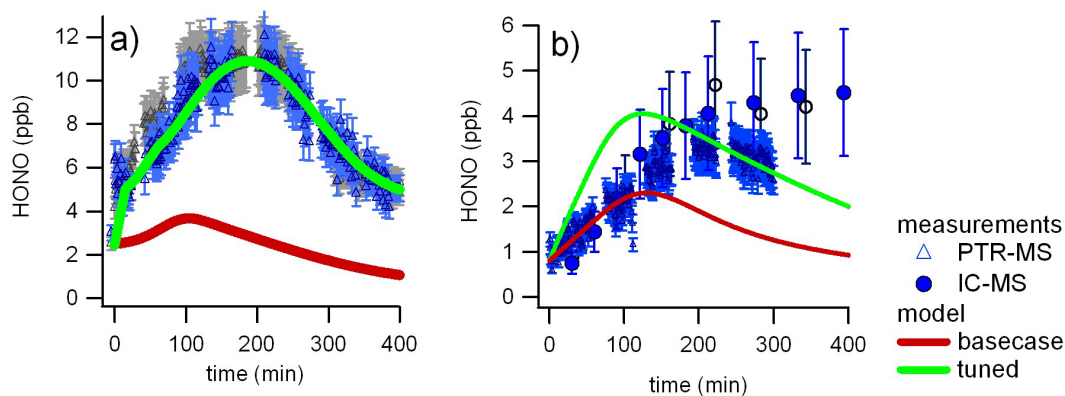 a)
HONO (ppb)
12
10
8
6
4
2
0
0
100
200
300
400
time (min)
b)
HONO (ppb)
6
5
4
3
2
1
0
0
100
200
300
400
time (min)
measurements
PTR-MS
IC-MS
model
basecase
tuned